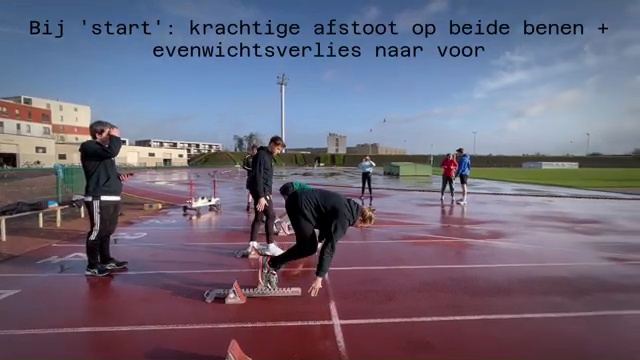 Bij 'start': krachtige afstoot op beide benen +
evenwichtsverlies naar voor